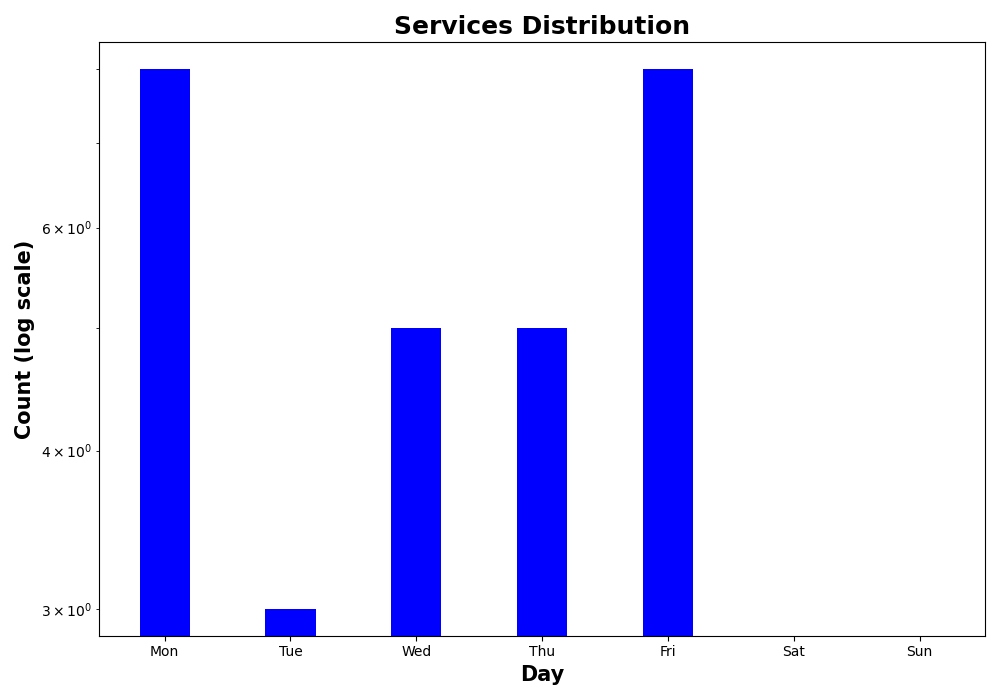 Services Distribution
Count (log scale)
6 × 10⁰
4 × 10⁰
3 × 10⁰
Mon Tue Wed Thu Fri Sat Sun
Day